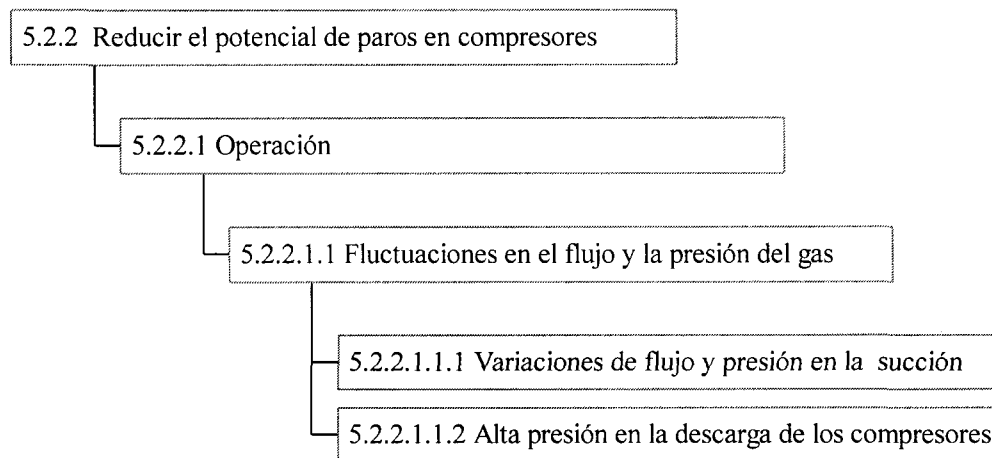 5.2.2 Reducir el potencial de paros en compresores
5.2.2.1 Operación
5.2.2.1.1 Fluctuaciones en el flujo y la presión del gas
5.2.2.1.1.1 Variaciones de flujo y presión en la succión
5.2.2.1.1.2 Alta presión en la descarga de los compresores